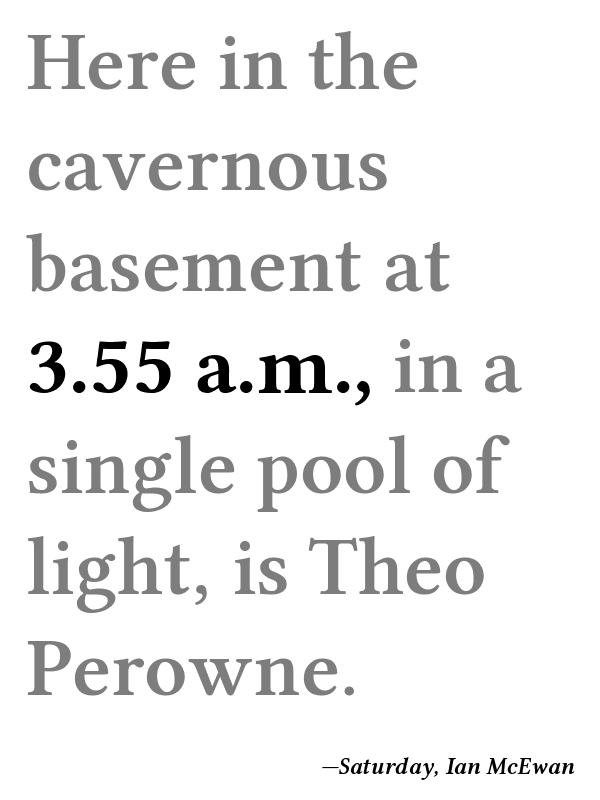 Here in the
cavernous
basement at
3.55 a.m., in a
single pool of
light, is Theo
Perowne.
—Saturday, Ian McEwan